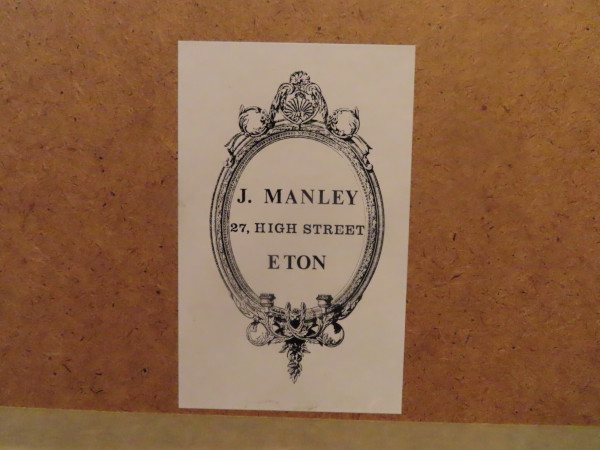 J. MANLEY
27, HIGH STREET
ETON